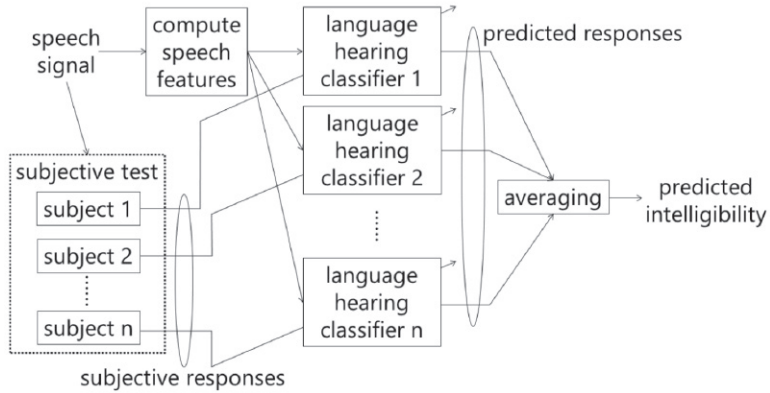 speech
signal
compute
speech
features
language
hearing
classifier 1
predicted responses
language
hearing
classifier 2
subjective test
subject 1
subject 2
subject n
subjective responses
language
hearing
classifier n
averaging
predicted
intelligibility